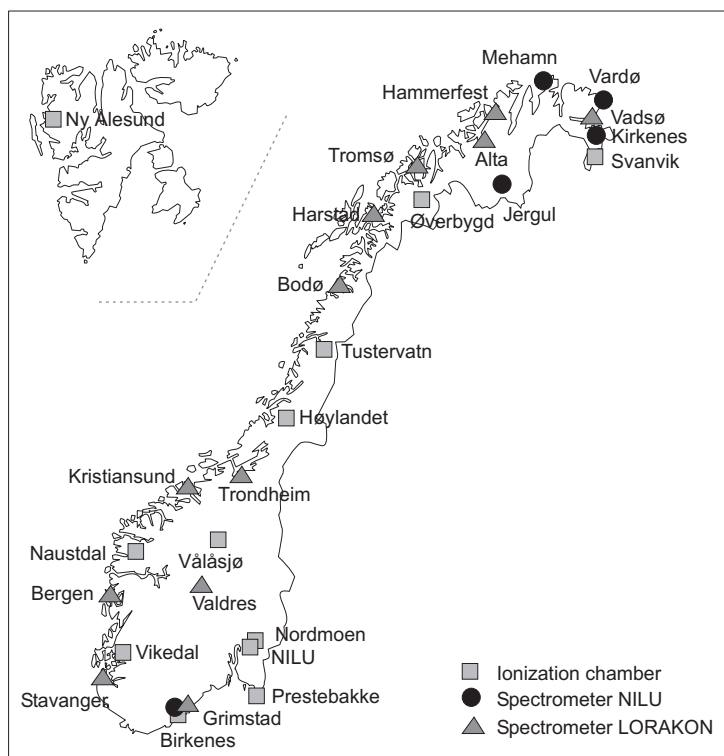 Mehamn
Vardø
Hammerfest
Ny Ålesund
Vadsø
Kirkenes
Alta
Svanvik
Tromsø
Jergul
Harstad
Øverbygd
Bodø
Tustervatn
Høylandet
Kristiansund
Trondheim
Naustdal
Vålåsjø
Bergen
Valdres
Nordmoen
Vikedal
NILU
Ionization chamber
Prestebakke
Stavanger
Spectrometer NILU
Grimstad
Spectrometer LORAKON
Birkenes